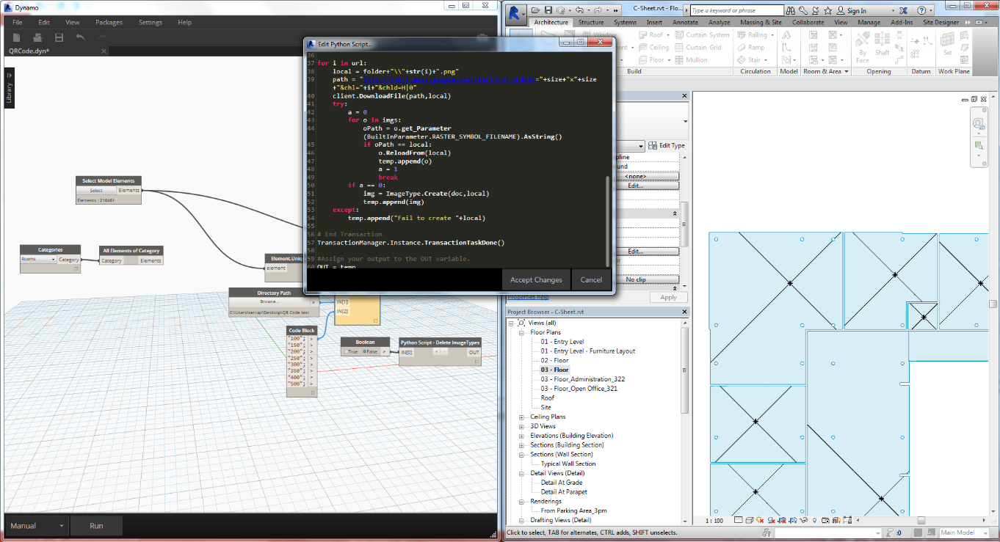 Dynamo
File Edit View Packages Settings Help
QRCode.dyn*
Library
Select Model Elements
Select Elements
Elements : 216461
Categories
Rooms Category
All Elements of Category
Category Elements
Element.Uniq
element
Directory Path
Browse... >
C:\Users\serrap\Desktop\QR Code test
IN[1]
IN[2]
Code Block
"100"; >
"150"; >
"200"; >
"250"; >
"300"; >
"350"; >
"400"; >
"500"; >
Boolean
True False >
Python Script - Delete ImageTypes
IN[0] + - OUT
Manual
Run
Edit Python Script...
36
37 for i in url:
38 local = folder+"\\"+str(i)+".png"
39 path = "="+size+"x"+size
+"&chl="+i+"&chld=H|0"
40 client.DownloadFile(path,local)
41 try:
42 a = 0
43 for o in imgs:
44 oPath = o.get_Parameter
(BuiltInParameter.RASTER_SYMBOL_FILENAME).AsString()
45 if oPath == local:
46 o.ReloadFrom(local)
47 temp.append(o)
48 a = 1
49 break
50 if a == 0:
51 img = ImageType.Create(doc,local)
52 temp.append(img)
53 except:
54 temp.append("Fail to create "+local)
55
56 # End Transaction
57 TransactionManager.Instance.TransactionTaskDone()
58
59 #Assign your output to the OUT variable.
60 OUT = temp
Accept Changes Cancel
C-Sheet.rvt - Flo...
Type a keyword or phrase
Sign In
Architecture Structure Systems Insert Annotate Analyze Massing & Site Collaborate View Manage Add-Ins Site Designer
Window
Roof Curtain System Railing
Ceiling Curtain Grid Ramp
Floor Mullion Stair
By Face
Shaft
Set
Build Circulation Model Room & Area Opening Datum Work Plane
Edit Type
<none>
Edit...
Edit...
No clip
Properties help
Apply
Project Browser - C-Sheet.rvt
Views (all)
Floor Plans
01 - Entry Level
01 - Entry Level - Furniture Layout
02 - Floor
03 - Floor
03 - Floor_Administration_322
03 - Floor_Open Office_321
Roof
Site
Ceiling Plans
3D Views
Elevations (Building Elevation)
Sections (Building Section)
Sections (Wall Section)
Typical Wall Section
Detail Views (Detail)
Detail At Grade
Detail At Parapet
Renderings
From Parking Area_3pm
Drafting Views (Detail)
1 : 100
Click to select, TAB for alternates, CTRL adds, SHIFT unselects.
:0
Main Model